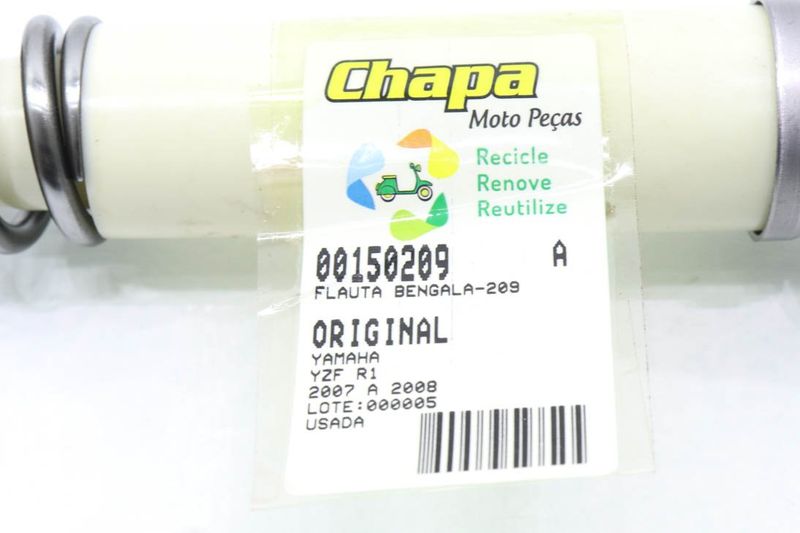 Chapa
Moto Peças
Recicle
Renove
Reutilize
00150209 A
FLAUTA BENGALA-209
ORIGINAL
YAMAHA
YZF R1
2007 A 2008
LOTE:000005
USADA